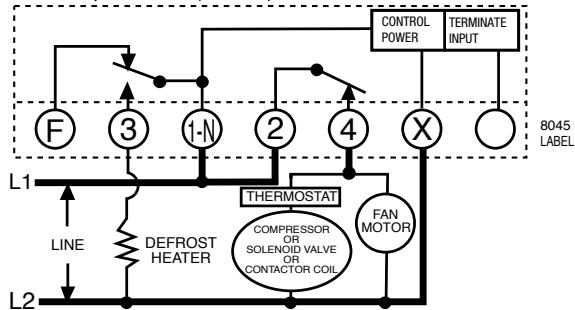 CONTROL
POWER
TERMINATE
INPUT
F
3
1-N
2
4
X
8045
LABEL
L1
THERMOSTAT
LINE
DEFROST
HEATER
COMPRESSOR
OR
SOLENOID VALVE
OR
CONTACTOR COIL
FAN
MOTOR
L2